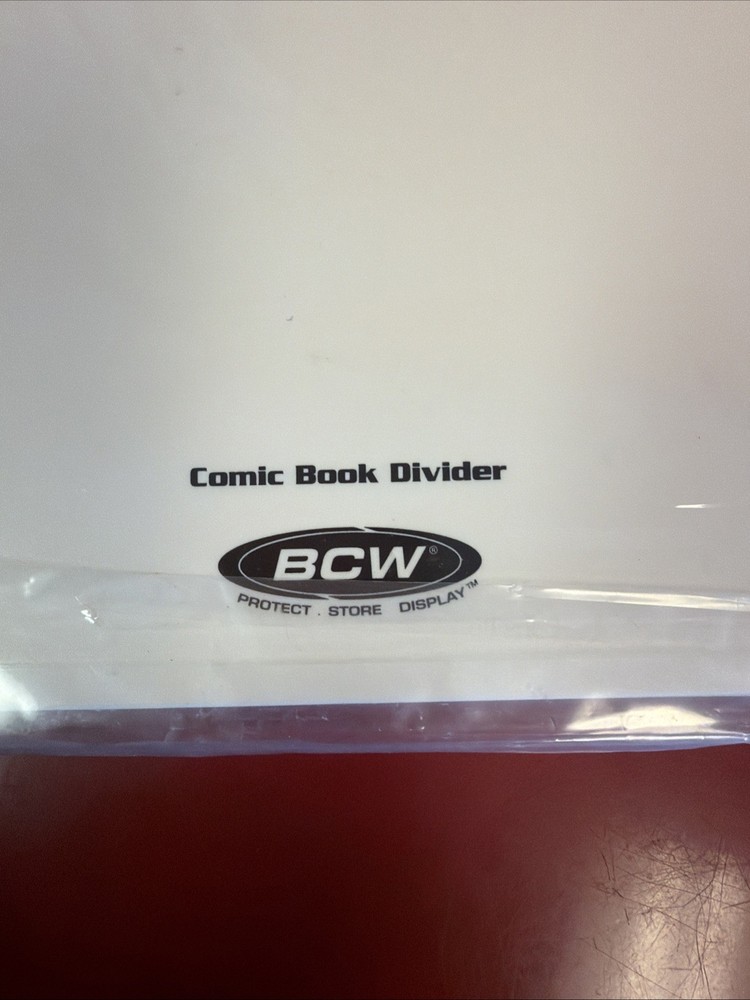 Comic Book Divider
BCW®
PROTECT . STORE DISPLAY™